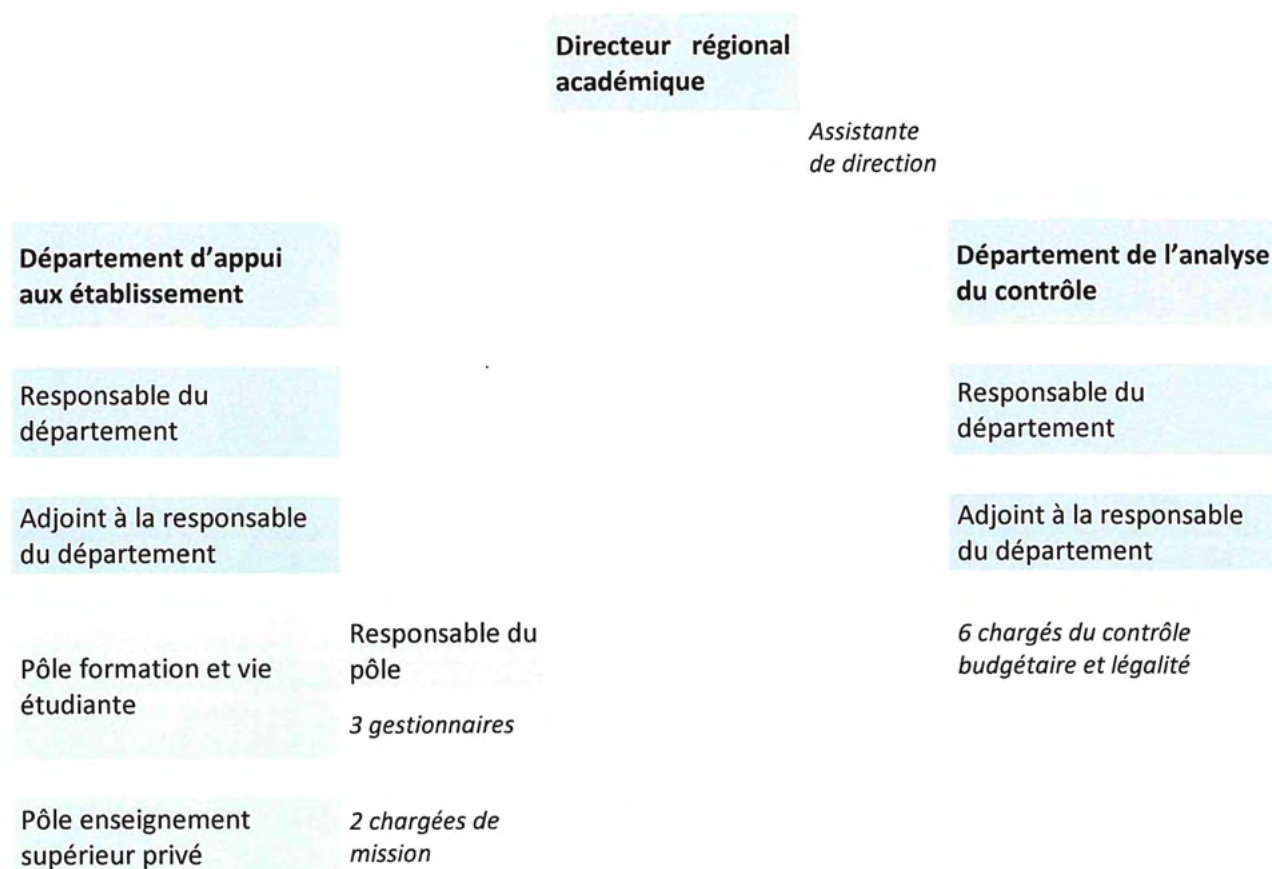 Directeur régional
académique
Assistante
de direction
Département d'appui
aux établissement
Département de l'analyse
du contrôle
Responsable du
département
Responsable du
département
Adjoint à la responsable
du département
Adjoint à la responsable
du département
Pôle formation et vie
étudiante
Responsable du
pôle
3 gestionnaires
6 chargés du contrôle
budgétaire et légalité
Pôle enseignement
supérieur privé
2 chargées de
mission